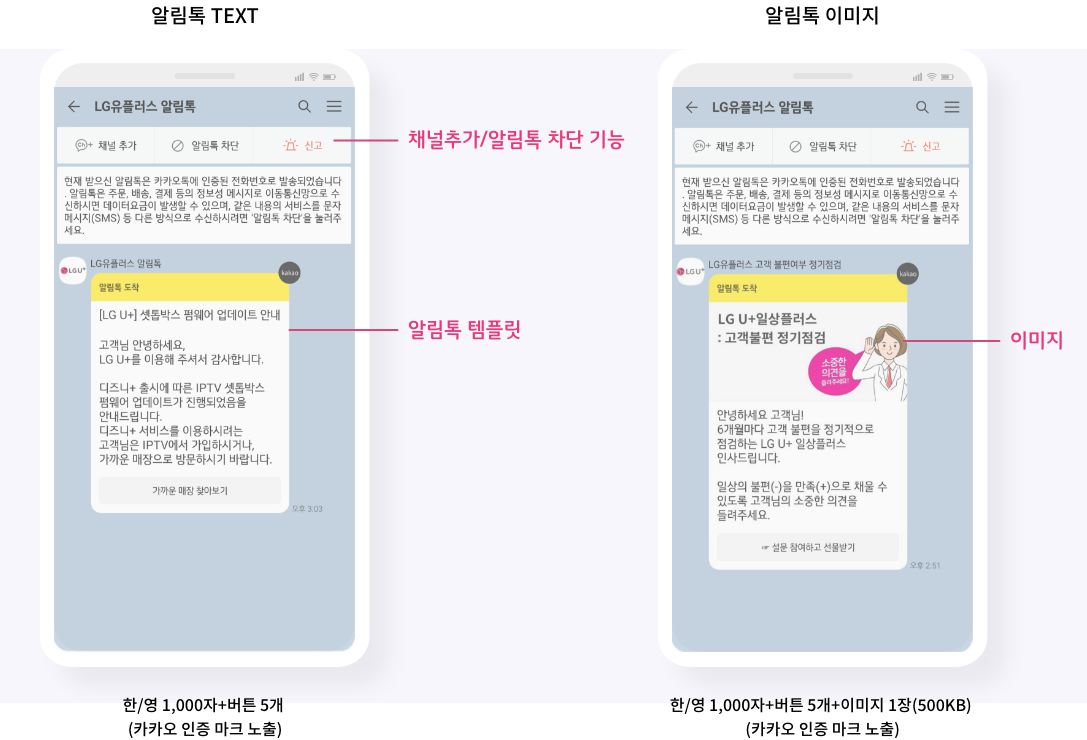 알림톡 TEXT
LG유플러스 알림톡
Ch+ 채널 추가
알림톡 차단
신고
채널추가/알림톡 차단 기능
현재 받으신 알림톡은 카카오톡에 인증된 전화번호로 발송되었습니다
. 알림톡은 주문, 배송, 결제 등의 정보성 메시지로 이동통신망으로 수
신하시면 데이터요금이 발생할 수 있으며, 같은 내용의 서비스를 문자
메시지(SMS) 등 다른 방식으로 수신하시려면 '알림톡 차단'을 눌러주
세요.
LG U+
LG유플러스 알림톡
kakao
알림톡 도착
[LG U+] 셋톱박스 펌웨어 업데이트 안내
알림톡 템플릿
고객님 안녕하세요,
LG U+를 이용해 주셔서 감사합니다.
디즈니+ 출시에 따른 IPTV 셋톱박스
펌웨어 업데이트가 진행되었음을
안내드립니다.
디즈니+ 서비스를 이용하시려는
고객님은 IPTV에서 가입하시거나,
가까운 매장으로 방문하시기 바랍니다.
가까운 매장 찾아보기
오후 3:03
한/영 1,000자+버튼 5개
(카카오 인증 마크 노출)
알림톡 이미지
LG유플러스 알림톡
Ch+ 채널 추가
알림톡 차단
신고
현재 받으신 알림톡은 카카오톡에 인증된 전화번호로 발송되었습니다
. 알림톡은 주문, 배송, 결제 등의 정보성 메시지로 이동통신망으로 수
신하시면 데이터요금이 발생할 수 있으며, 같은 내용의 서비스를 문자
메시지(SMS) 등 다른 방식으로 수신하시려면 '알림톡 차단'을 눌러주
세요.
LG U+
LG유플러스 고객 불편여부 정기점검
kakao
알림톡 도착
LG U+일상플러스
: 고객불편 정기점검
이미지
소중한
의견을
들려주세요!
안녕하세요 고객님!
6개월마다 고객 불편을 정기적으로
점검하는 LG U+ 일상플러스
인사드립니다.
일상의 불편(-)을 만족(+)으로 채울 수
있도록 고객님의 소중한 의견을
들려주세요.
☞ 설문 참여하고 선물받기
오후 2:51
한/영 1,000자+버튼 5개+이미지 1장(500KB)
(카카오 인증 마크 노출)